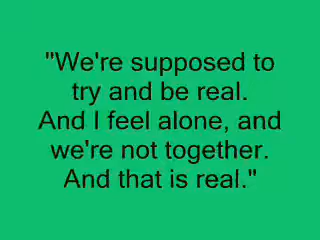 "We're supposed to
try and be real.
And I feel alone, and
we're not together.
And that is real."